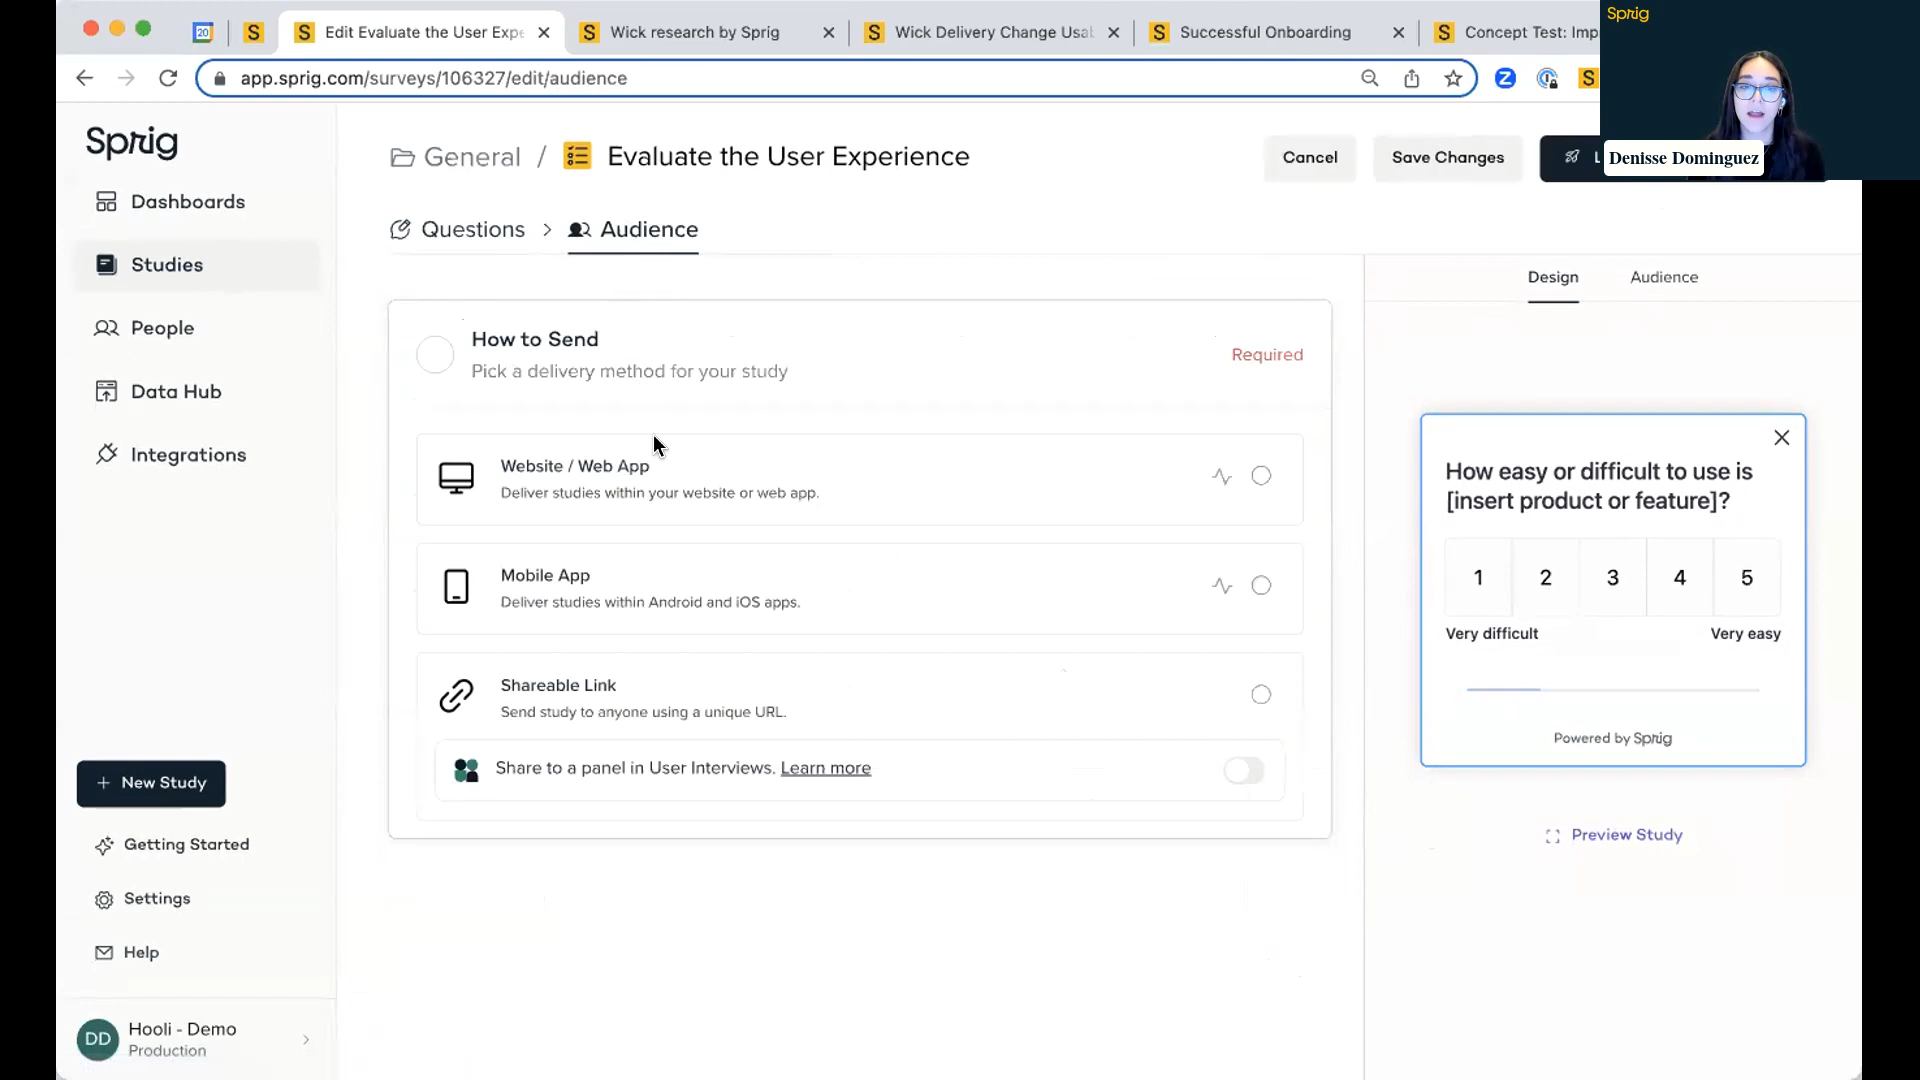 20
Edit Evaluate the User Expe
Wick research by Sprig
Wick Delivery Change Usab
Successful Onboarding
Concept Test: Imp
Sprig
app.sprig.com/surveys/106327/edit/audience
Denisse Dominguez
Sprig
General / Evaluate the User Experience
Cancel
Save Changes
L
Questions > Audience
Dashboards
Studies
People
Data Hub
Integrations
Design
Audience
How to Send
Pick a delivery method for your study
Required
Website / Web App
Deliver studies within your website or web app.
Mobile App
Deliver studies within Android and iOS apps.
Shareable Link
Send study to anyone using a unique URL.
Share to a panel in User Interviews. Learn more
How easy or difficult to use is
[insert product or feature]?
1 2 3 4 5
Very difficult
Very easy
Powered by Sprig
Preview Study
+ New Study
Getting Started
Settings
Help
DD
Hooli - Demo
Production